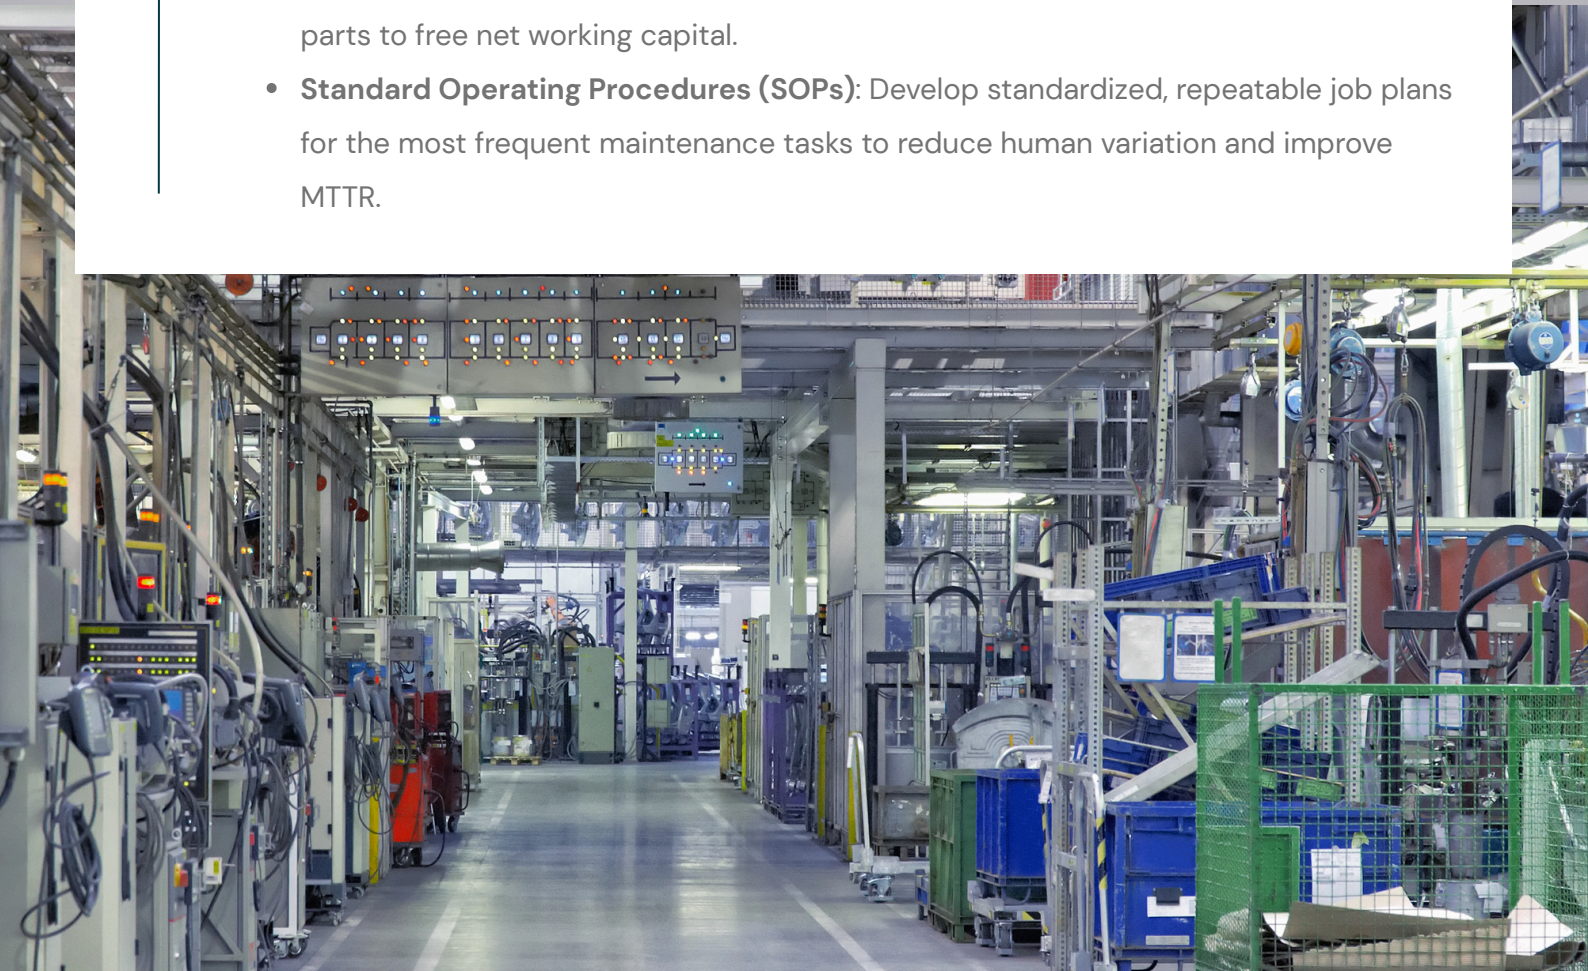 parts to free net working capital.
• Standard Operating Procedures (SOPs): Develop standardized, repeatable job plans
for the most frequent maintenance tasks to reduce human variation and improve
MTTR.